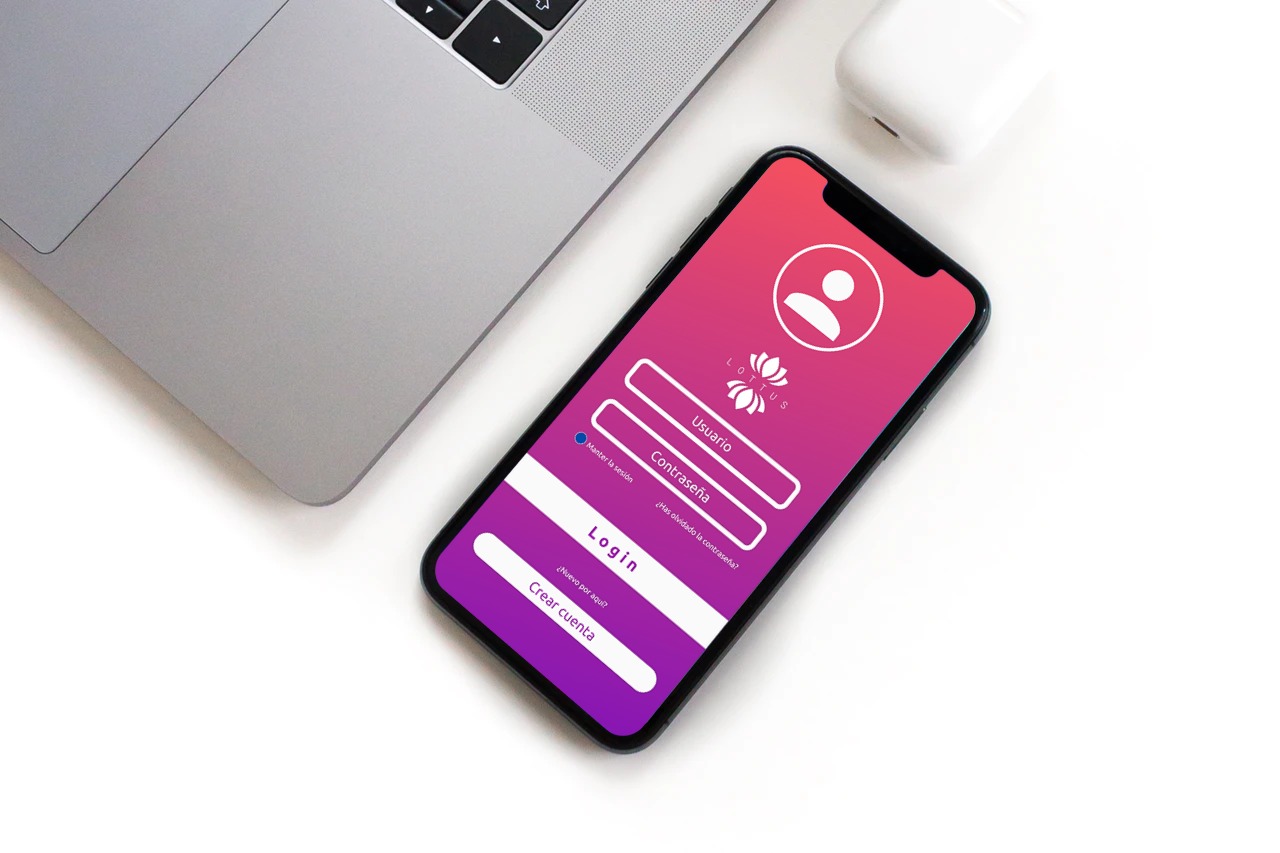 LOTTUS
Usuario
Contraseña
Manter la sesión
¿Has olvidado la contraseña?
Login
¿Nuevo por aquí?
Crear cuenta